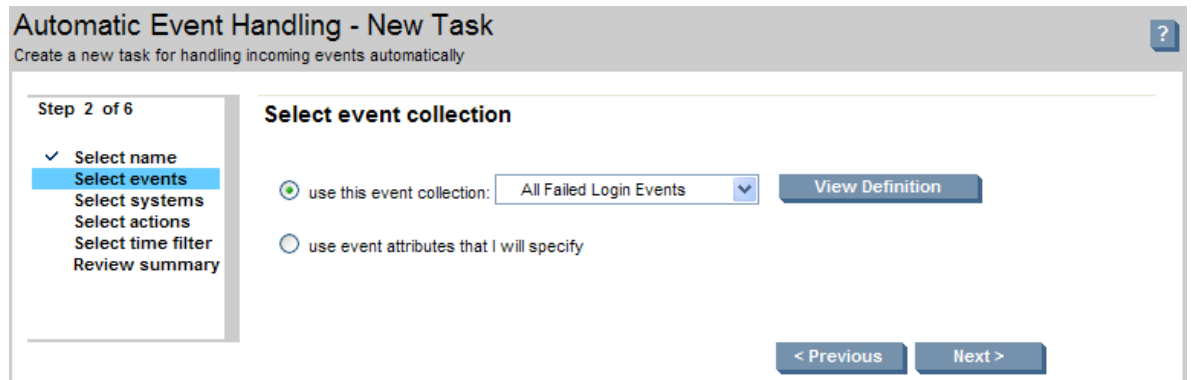 Automatic Event Handling - New Task
Create a new task for handling incoming events automatically
?
Step 2 of 6
Select name
Select events
Select systems
Select actions
Select time filter
Review summary
Select event collection
use this event collection: All Failed Login Events View Definition
use event attributes that I will specify
< Previous Next >